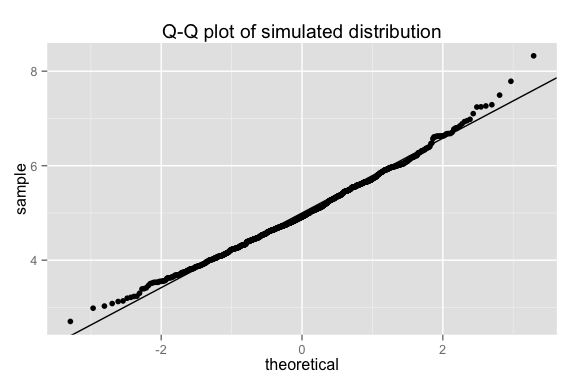 Q-Q plot of simulated distribution
8
6
4
sample
-2 0 2
theoretical